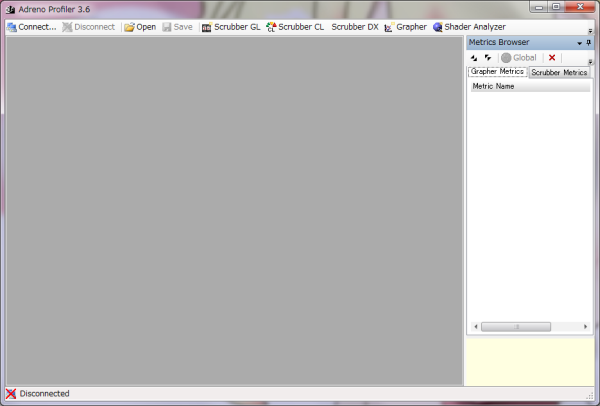 Adreno Profiler 3.6
Connect... Disconnect Open Save Scrubber GL Scrubber CL Scrubber DX Grapher Shader Analyzer
Metrics Browser
Global
Grapher Metrics Scrubber Metrics
Metric Name
Disconnected